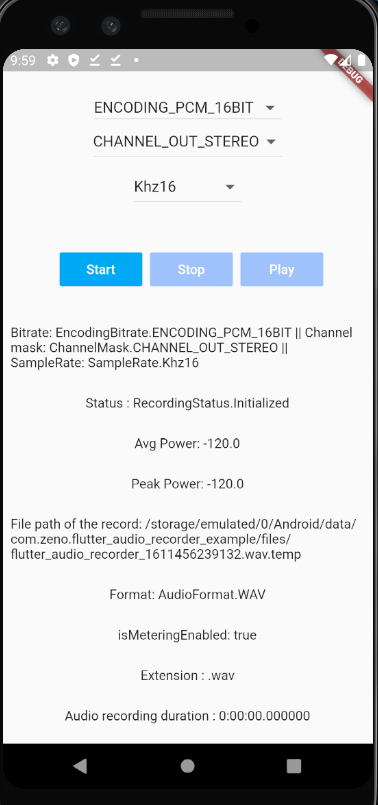 9:59
DEBUG
ENCODING_PCM_16BIT
CHANNEL_OUT_STEREO
Khz16
Start Stop Play
Bitrate: EncodingBitrate.ENCODING_PCM_16BIT || Channel
mask: ChannelMask.CHANNEL_OUT_STEREO ||
SampleRate: SampleRate.Khz16
Status : RecordingStatus.Initialized
Avg Power: -120.0
Peak Power: -120.0
File path of the record: /storage/emulated/0/Android/data/
com.zeno.flutter_audio_recorder_example/files/
flutter_audio_recorder_1611456239132.wav.temp
Format: AudioFormat.WAV
isMeteringEnabled: true
Extension : .wav
Audio recording duration : 0:00:00.000000